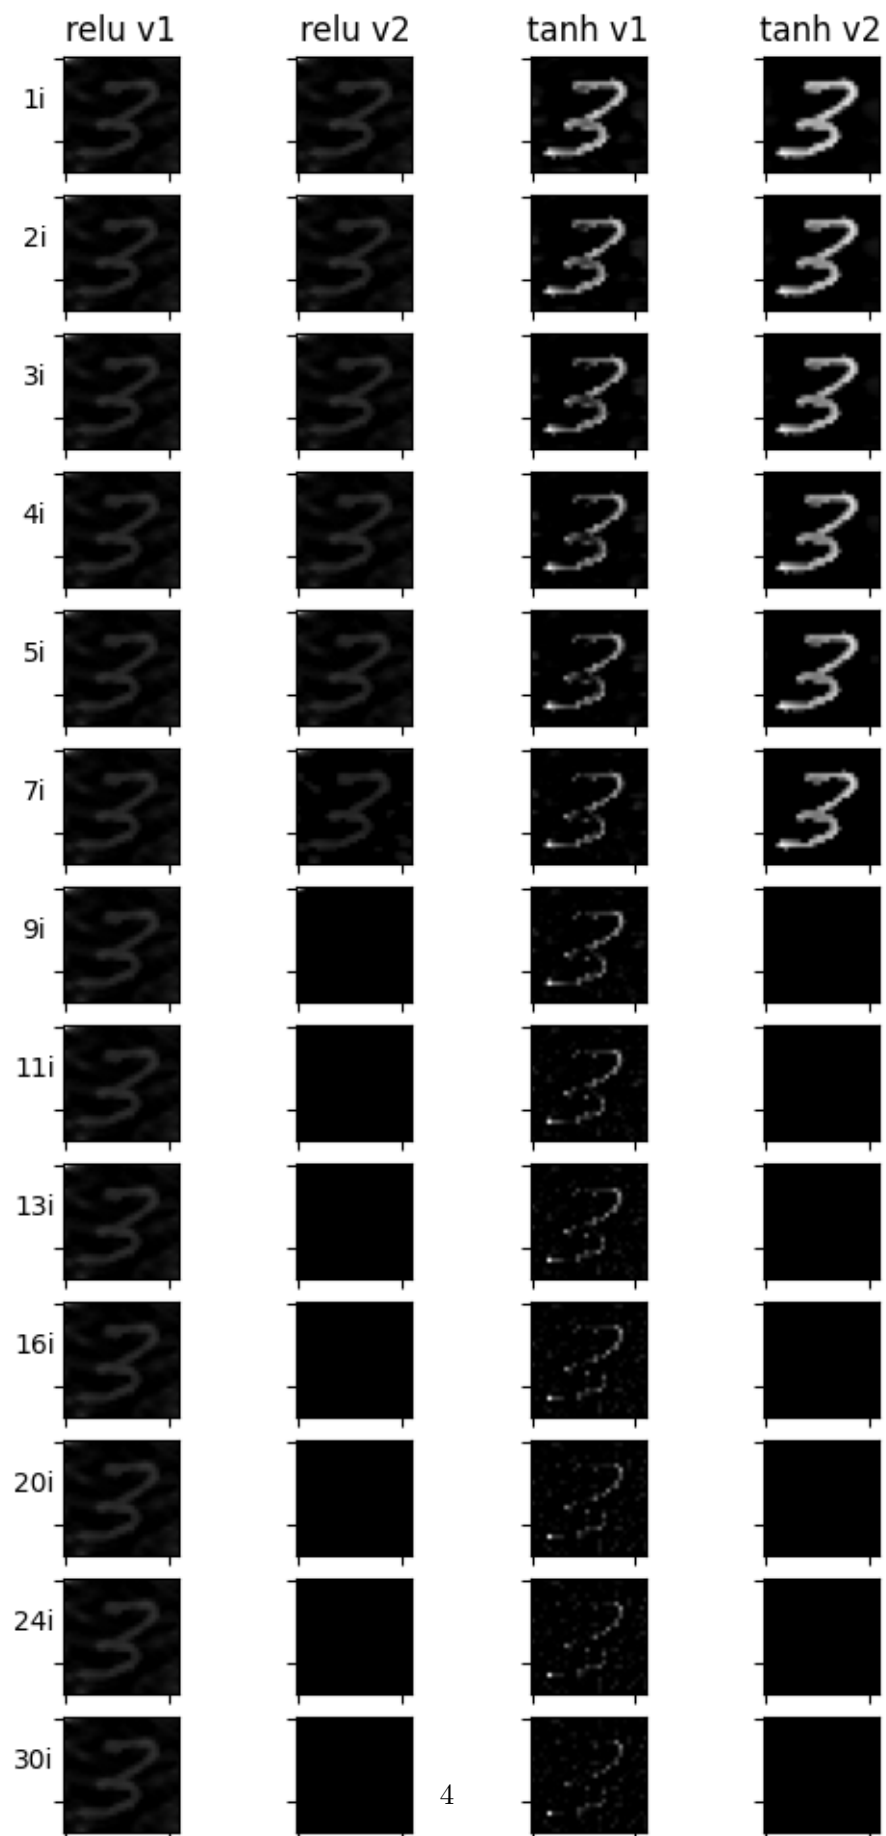 relu v1 relu v2 tanh v1 tanh v2
1i
2i
3i
4i
5i
7i
9i
11i
13i
16i
20i
24i
30i
4